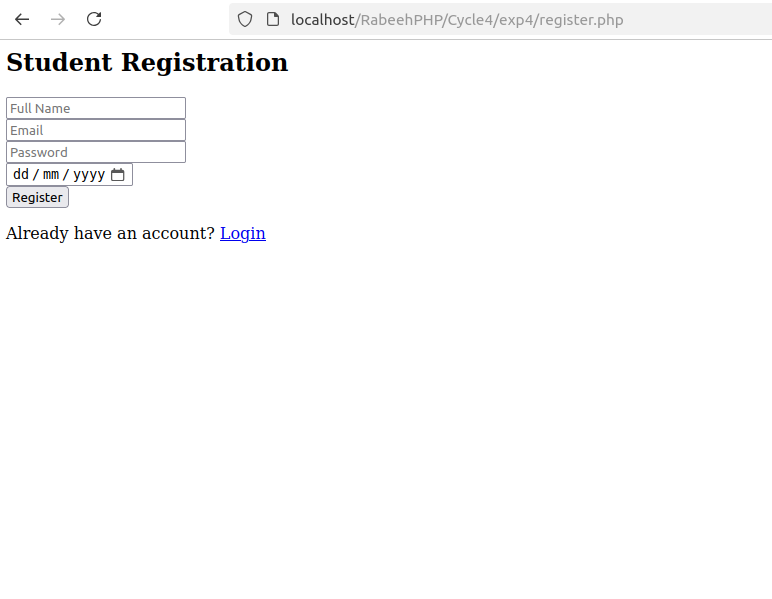 localhost/RabeehPHP/Cycle4/exp4/register.php
Student Registration
Full Name
Email
Password
dd / mm / yyyy
Register
Already have an account? Login